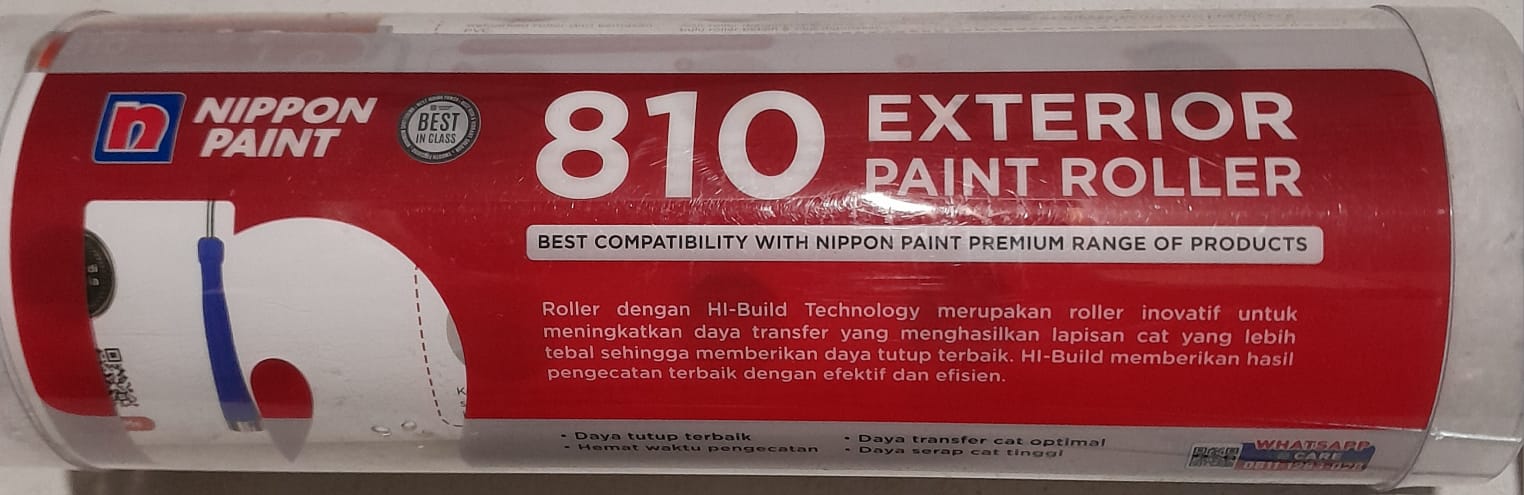 NIPPON
PAINT
BEST
IN CLASS
810
EXTERIOR
PAINT ROLLER
BEST COMPATIBILITY WITH NIPPON PAINT PREMIUM RANGE OF PRODUCTS
Roller dengan HI-Build Technology merupakan roller inovatif untuk
meningkatkan daya transfer yang menghasilkan lapisan cat yang lebih
tebal sehingga memberikan daya tutup terbaik. HI-Build memberikan hasil
pengecatan terbaik dengan efektif dan efisien.
• Daya tutup terbaik
• Hemat waktu pengecatan
• Daya transfer cat optimal
• Daya serap cat tinggi
WHATSAPP
CARE